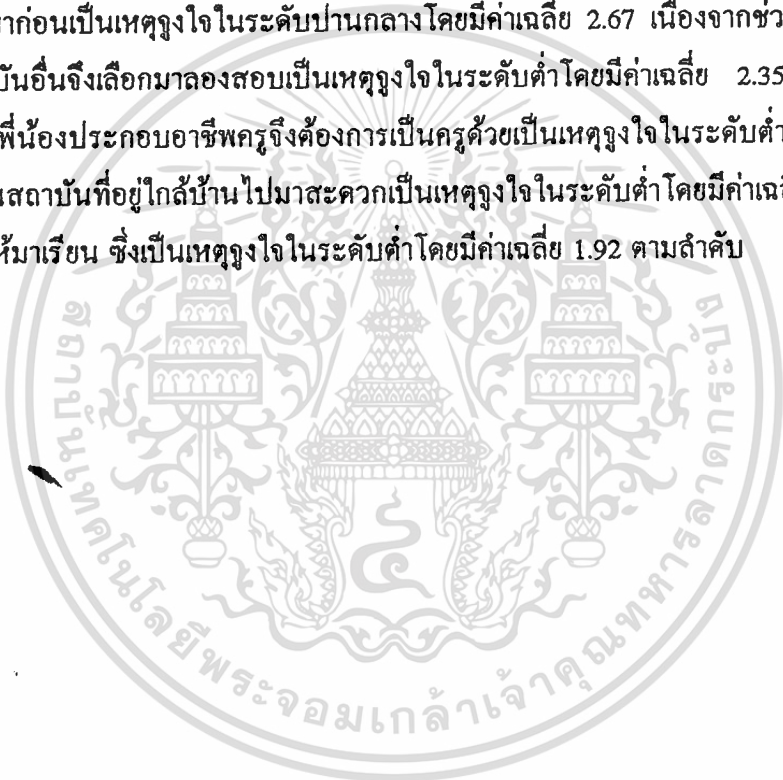 ก่อนเป็นเหตุจูงใจในระดับปานกลางโดยมีค่าเฉลี่ย 2.67 เนื่องจากช่ว
บันอื่นจึงเลือกมาลองสอบเป็นเหตุจูงใจในระดับต่ำโดยมีค่าเฉลี่ย 2.35
พี่น้องประกอบอาชีพครูจึงต้องการเป็นครูด้วยเป็นเหตุจูงใจในระดับต่ำ
สถาบันที่อยู่ใกล้บ้านไปมาสะดวกเป็นเหตุจูงใจในระดับต่ำโดยมีค่าเฉลี่
ห้มาเรียน ซึ่งเป็นเหตุจูงใจในระดับต่ำโดยมีค่าเฉลี่ย 1.92 ตามลำดับ
สถาบันเทคโนโลยีพระจอมเกล้าเจ้าคุณทหารลาดกระบัง